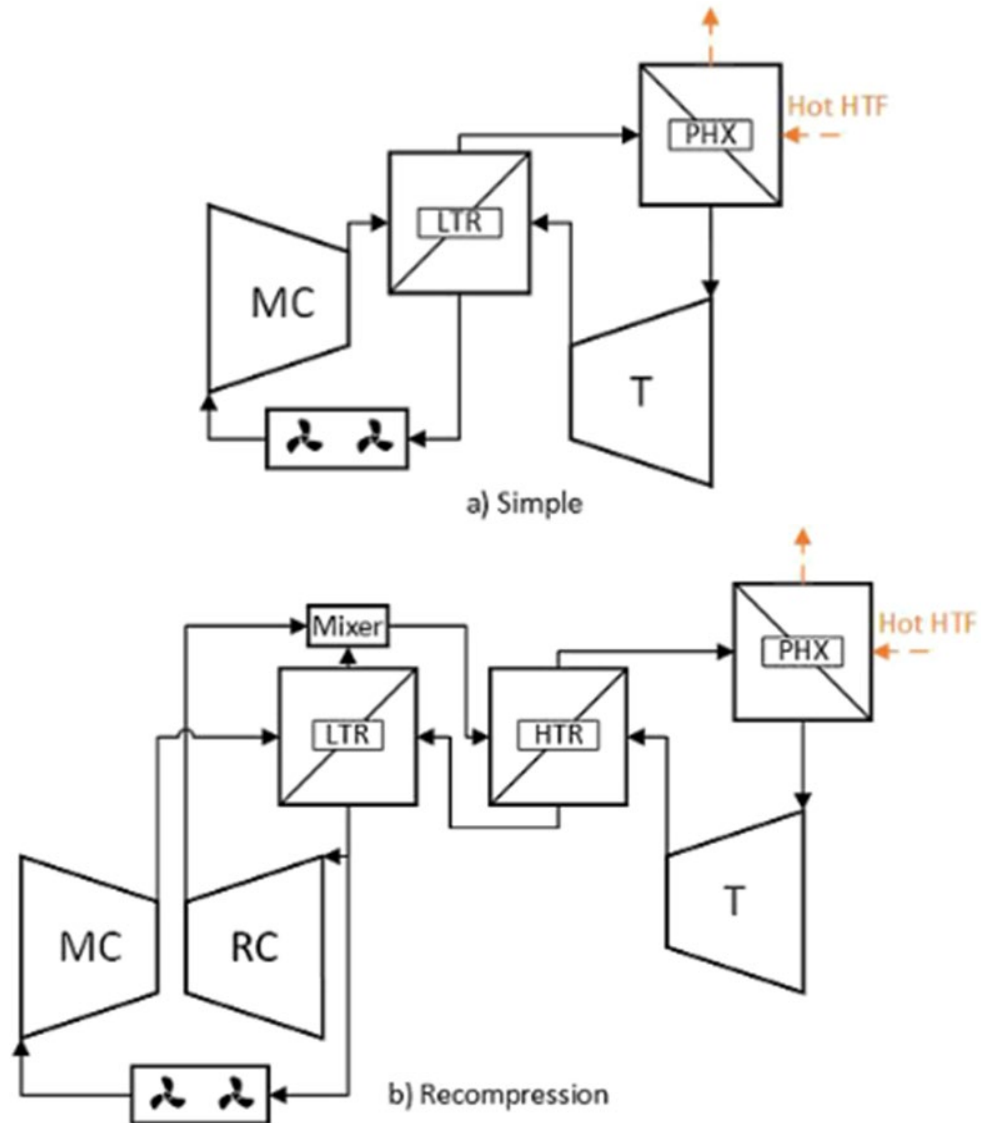 Hot HTF
PHX
LTR
MC
T
a) Simple
Mixer
Hot HTF
PHX
LTR
HTR
MC
RC
T
b) Recompression